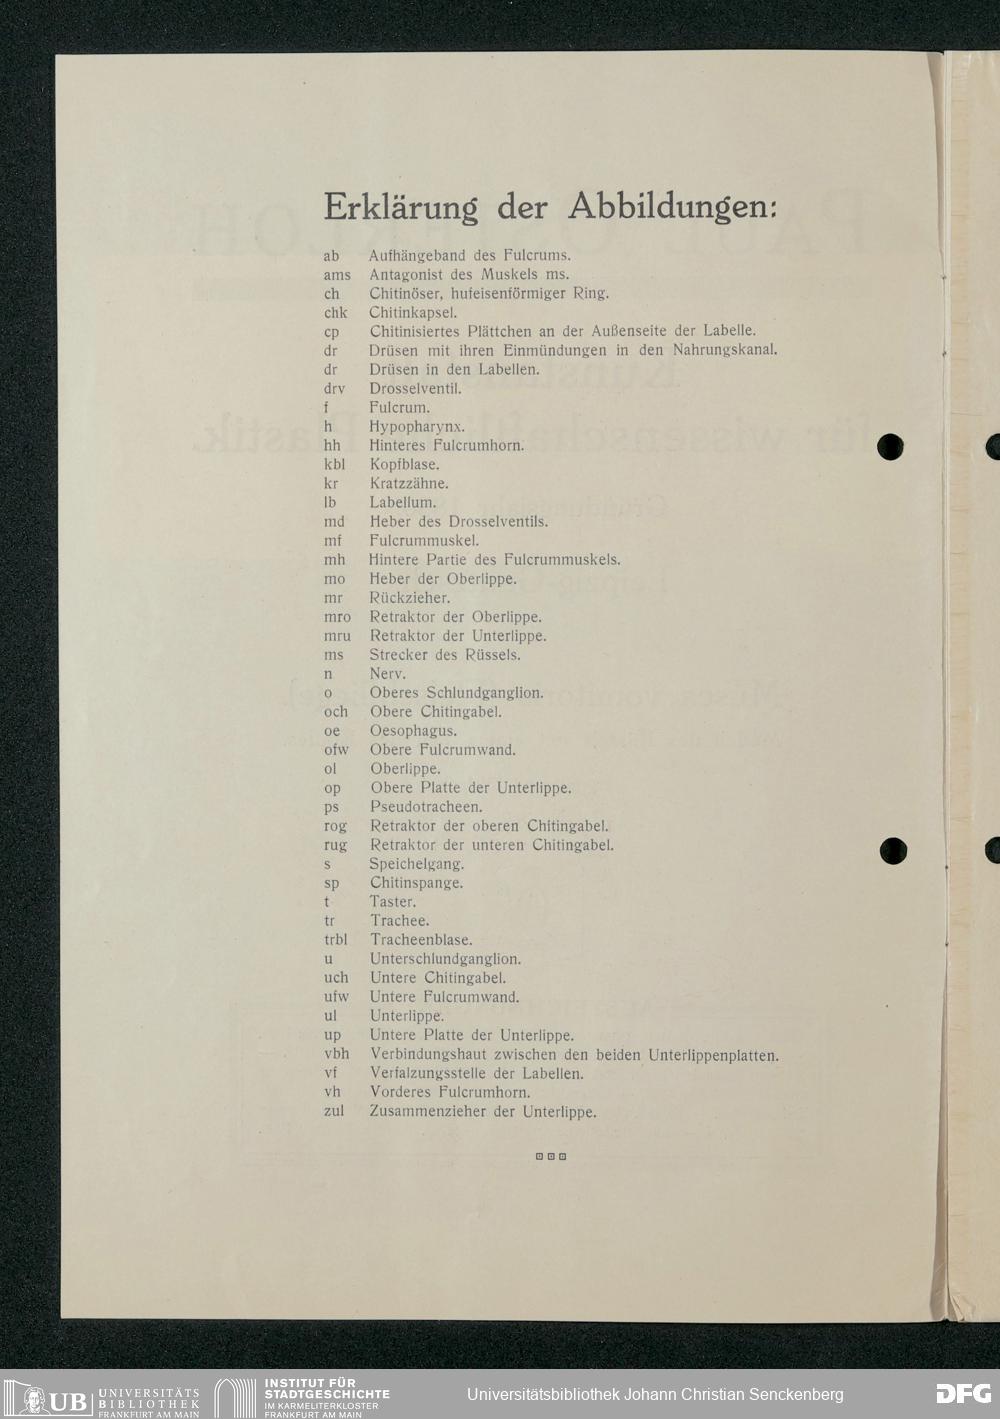 Erklärung der Abbildungen:
ab Aufhängeband des Fulcrums.
ams Antagonist des Muskels ms.
ch Chitinöser, hufeisenförmiger Ring.
chk Chitinkapsel.
cp Chitinisiertes Plättchen an der Außenseite der Labelle.
dr Drüsen mit ihren Einmündungen in den Nahrungskanal.
dr Drüsen in den Labellen.
drv Drosselventil.
f Fulcrum.
h Hypopharynx.
hh Hinteres Fulcrumhorn.
kbl Kopfblase.
kr Kratzzähne.
lb Labellum.
md Heber des Drosselventils.
mf Fulcrummuskel.
mh Hintere Partie des Fulcrummuskels.
mo Heber der Oberlippe.
mr Rückzieher.
mro Retraktor der Oberlippe.
mru Retraktor der Unterlippe.
ms Strecker des Rüssels.
n Nerv.
o Oberes Schlundganglion.
och Obere Chitingabel.
oe Oesophagus.
ofw Obere Fulcrumwand.
ol Oberlippe.
op Obere Platte der Unterlippe.
ps Pseudotracheen.
rog Retraktor der oberen Chitingabel.
rug Retraktor der unteren Chitingabel.
s Speichelgang.
sp Chitinspange.
t Taster.
tr Trachee.
trbl Tracheenblase.
u Unterschlundganglion.
uch Untere Chitingabel.
ufw Untere Fulcrumwand.
ul Unterlippe.
up Untere Platte der Unterlippe.
vbh Verbindungshaut zwischen den beiden Unterlippenplatten.
vf Verfalzungsstelle der Labellen.
vh Vorderes Fulcrumhorn.
zul Zusammenzieher der Unterlippe.
UB UNIVERSITÄTS
BIBLIOTHEK
FRANKFURT AM MAIN
INSTITUT FÜR
STADTGESCHICHTE
IM KARMELITERKLOSTER
FRANKFURT AM MAIN
Universitätsbibliothek Johann Christian Senckenberg
DFG